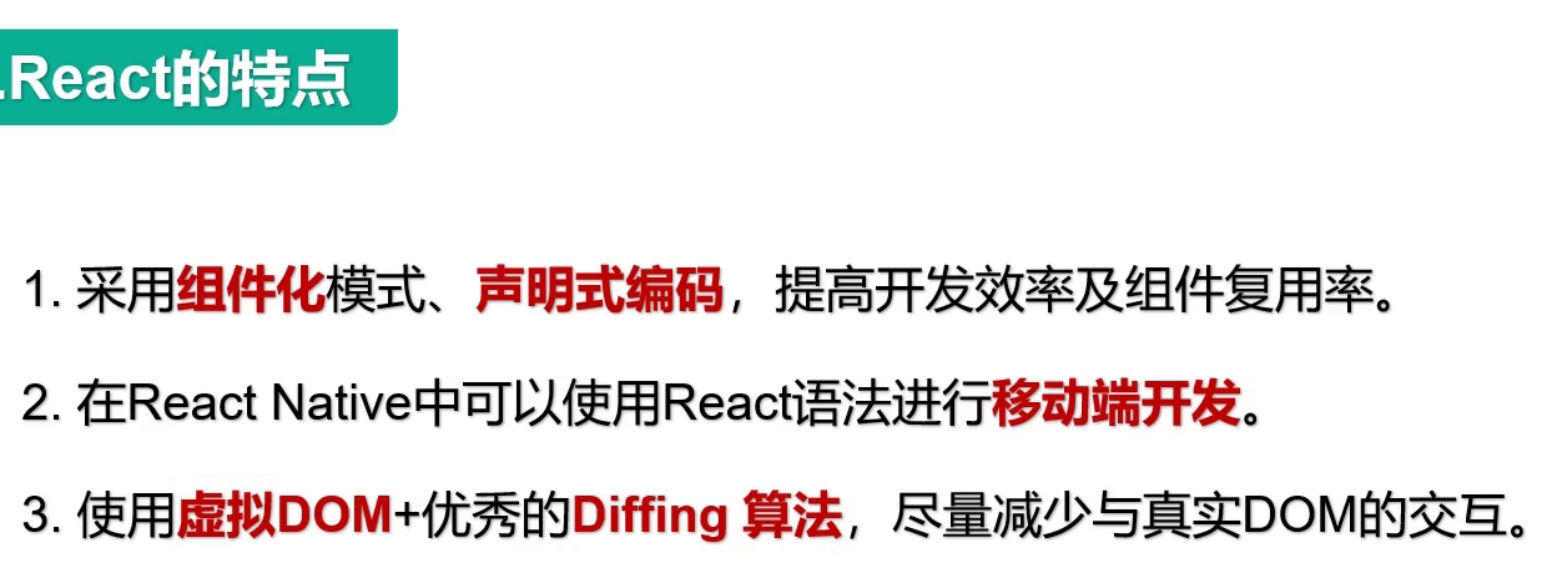 .React的特点
1. 采用组件化模式、声明式编码，提高开发效率及组件复用率。
2. 在React Native中可以使用React语法进行移动端开发。
3. 使用虚拟DOM+优秀的Diffing 算法，尽量减少与真实DOM的交互。